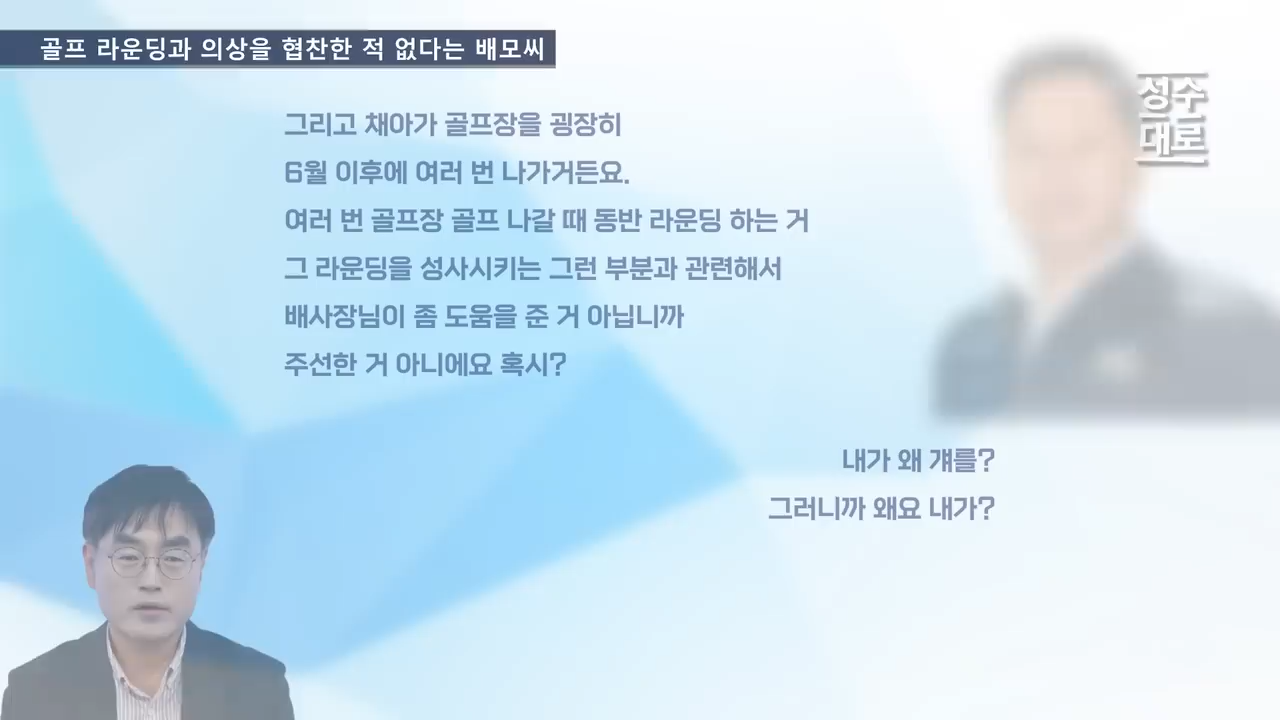 골프 라운딩과 의상을 협찬한 적 없다는 배모씨
성수
대로
그리고 채아가 골프장을 굉장히
6월 이후에 여러 번 나가거든요.
여러 번 골프장 골프 나갈 때 동반 라운딩 하는 거
그 라운딩을 성사시키는 그런 부분과 관련해서
배사장님이 좀 도움을 준 거 아닙니까
주선한 거 아니에요 혹시?
내가 왜 걔를?
그러니까 왜요 내가?